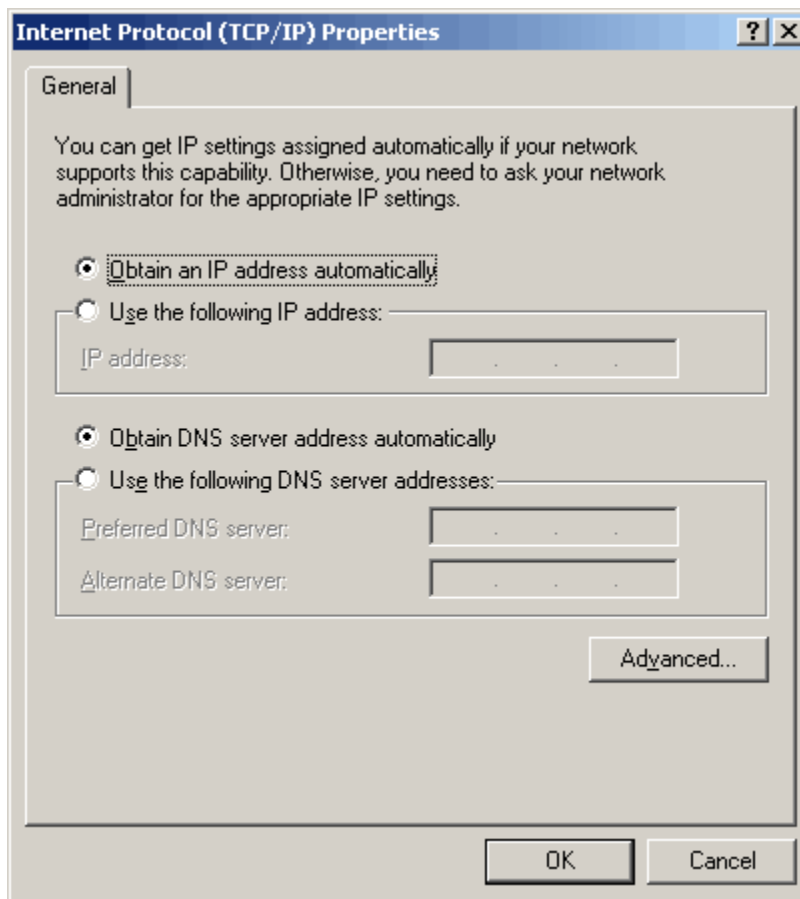 Internet Protocol (TCP/IP) Properties
General
You can get IP settings assigned automatically if your network
supports this capability. Otherwise, you need to ask your network
administrator for the appropriate IP settings.
Obtain an IP address automatically
Use the following IP address:
IP address:
Obtain DNS server address automatically
Use the following DNS server addresses:
Preferred DNS server:
Alternate DNS server:
Advanced...
OK
Cancel